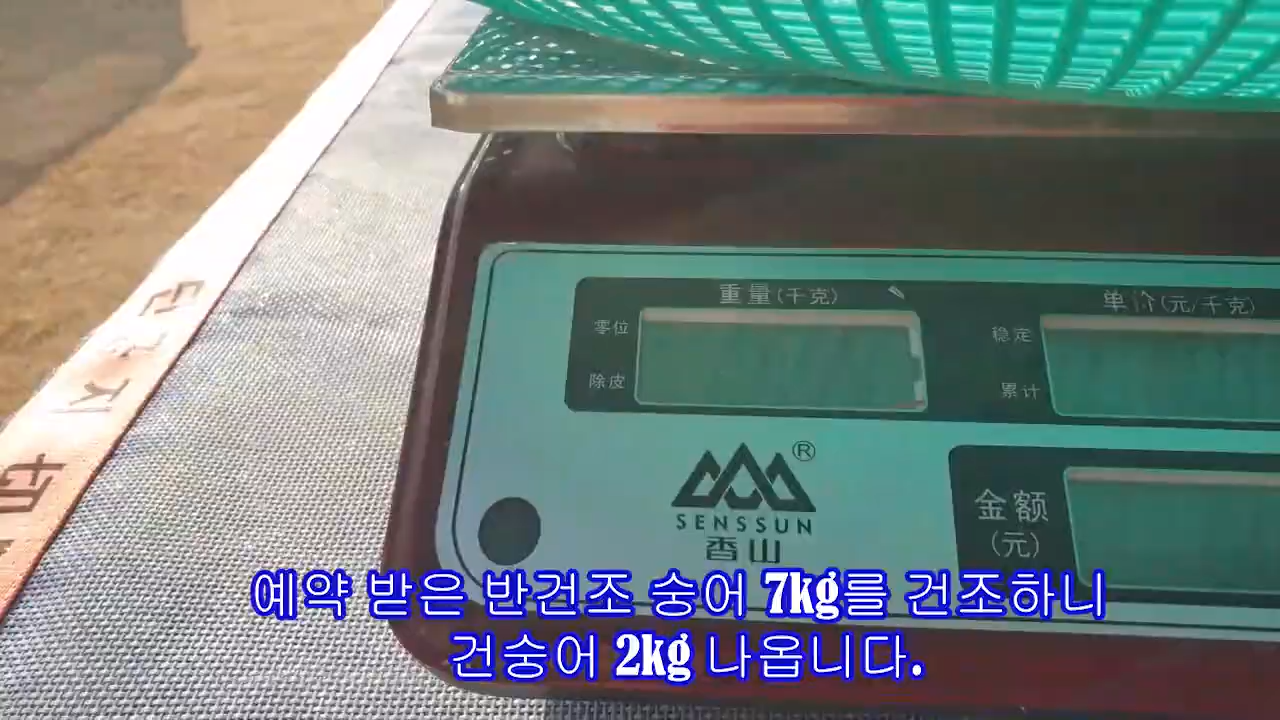 重量(千克)
单价(元/千克)
零位
稳定
除皮
累计
®
SENSSUN
香山
金额
(元)
예약 받은 반건조 숭어 7kg를 건조하니
건숭어 2kg 나옵니다.